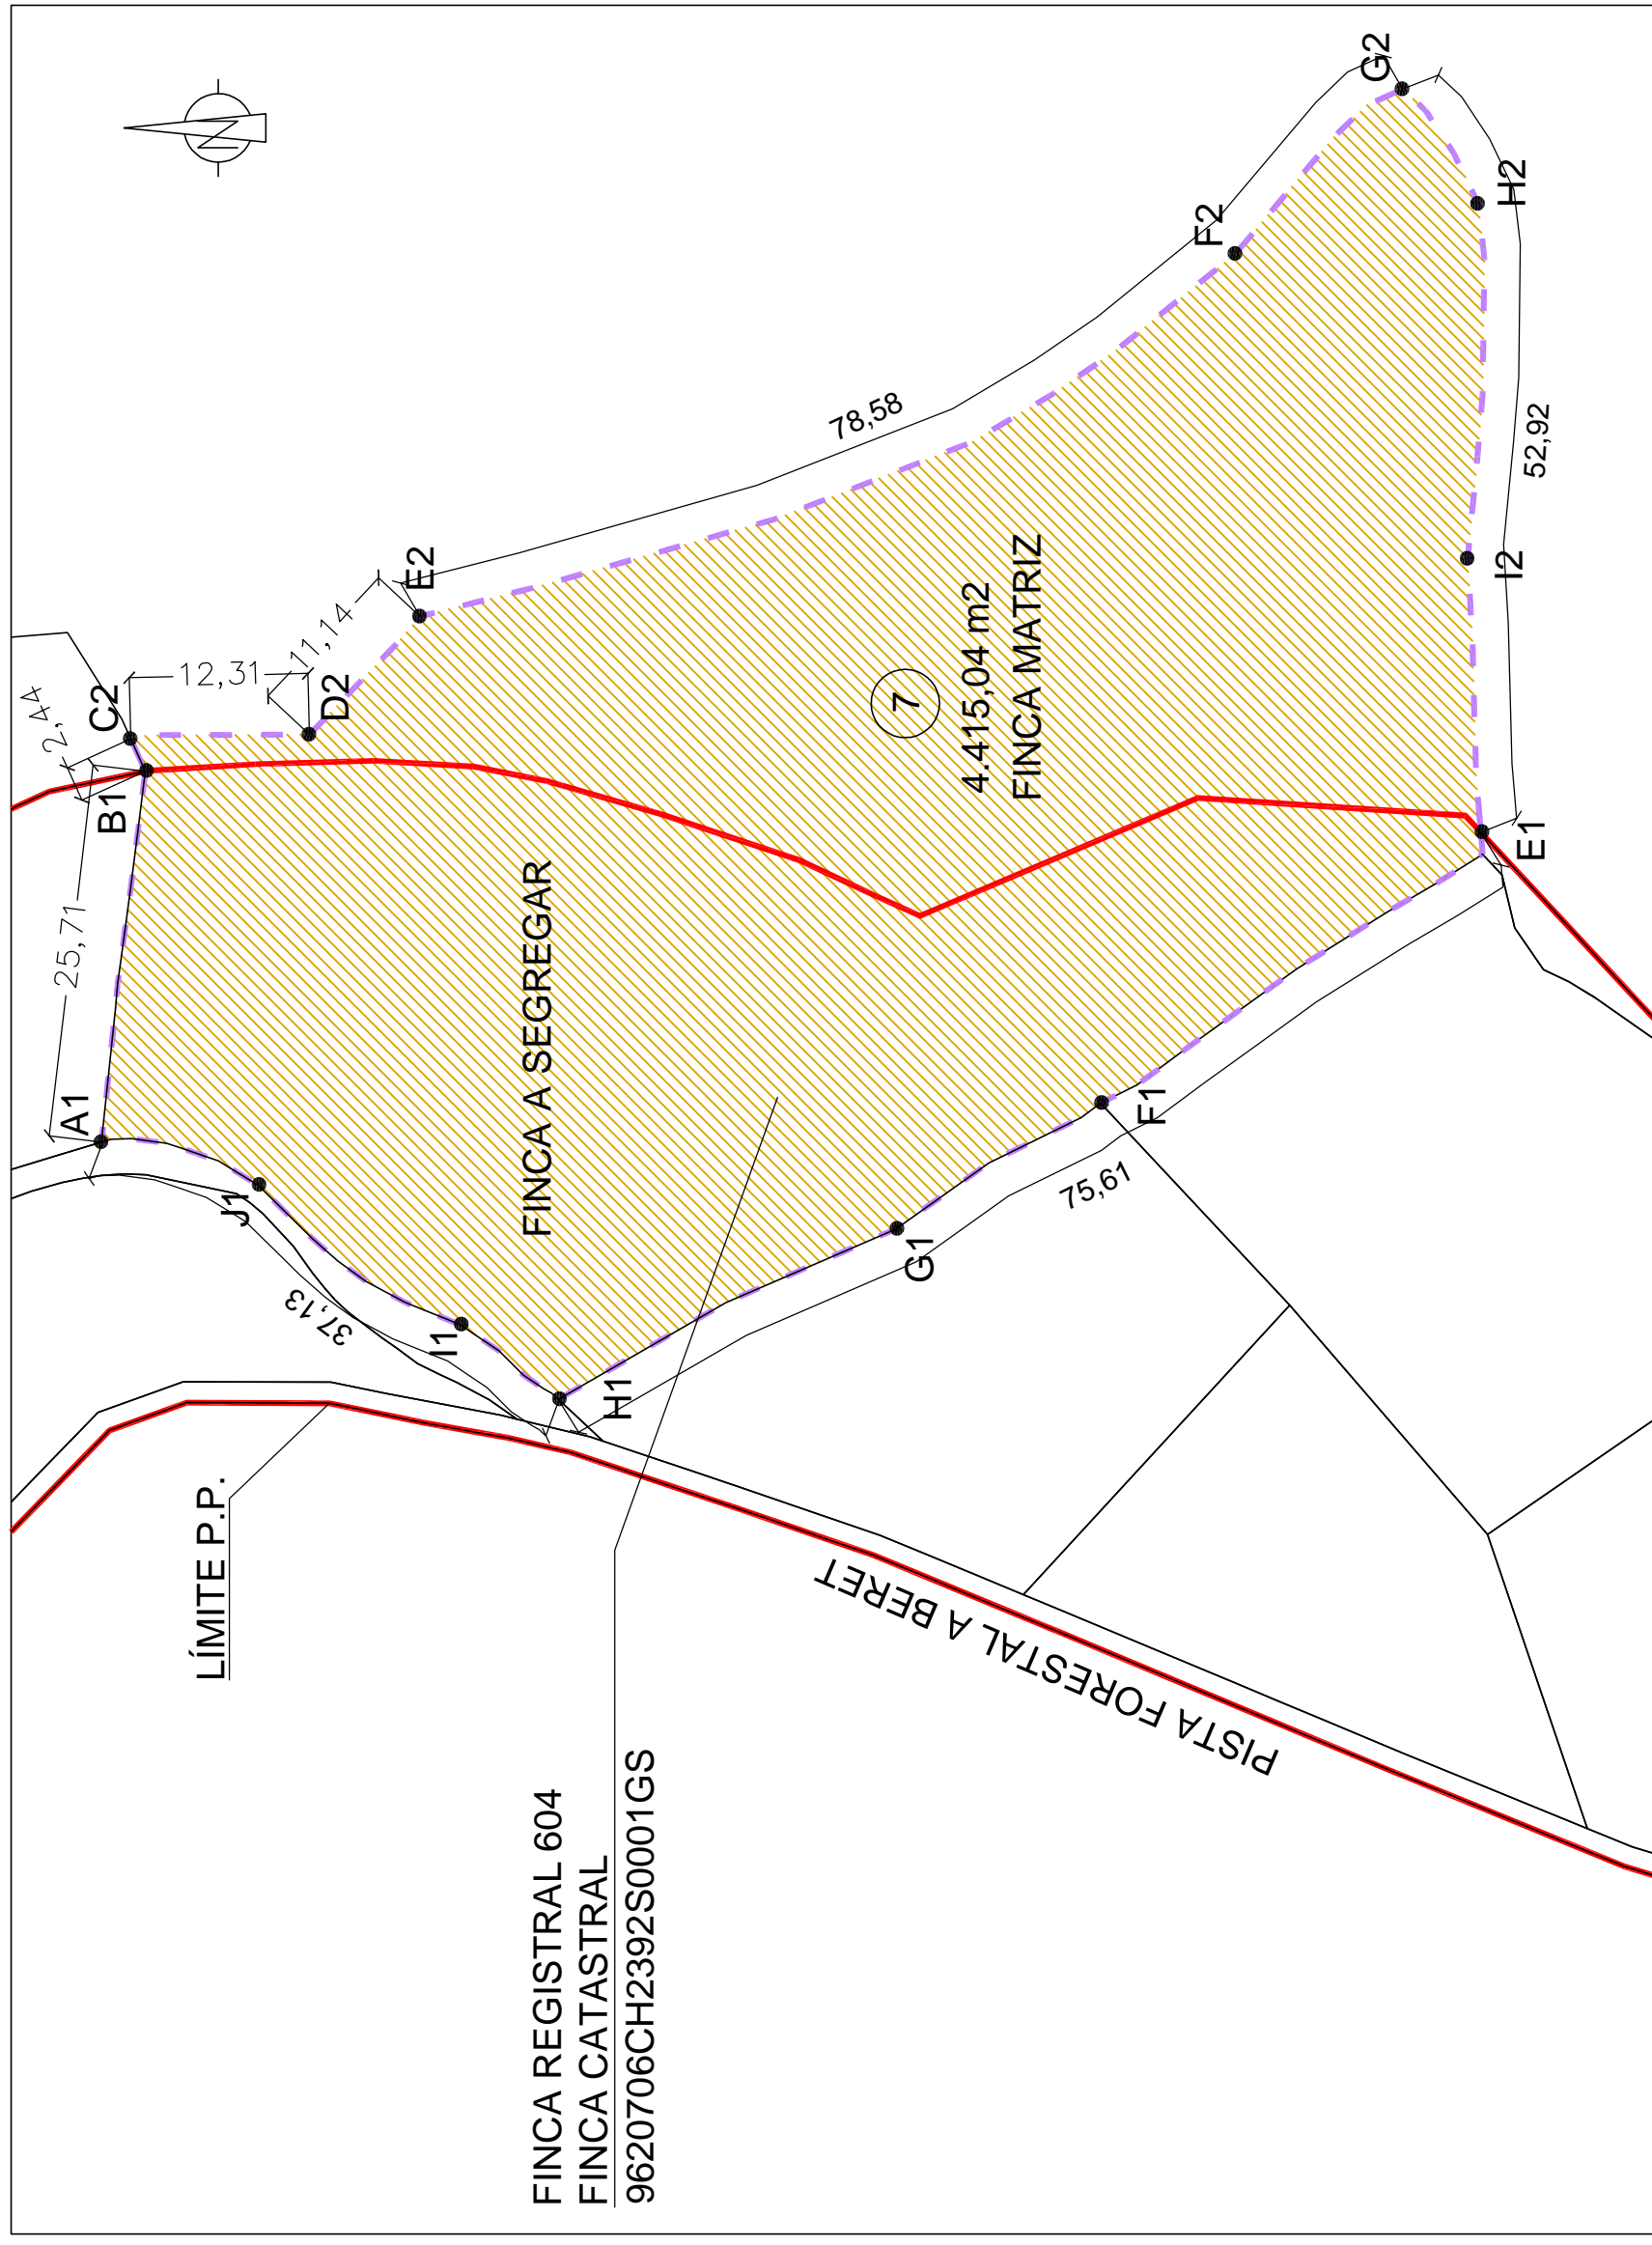 N
A1
25,71
B1
2,44
C2
12,31
D2
11,14
E2
78,58
F2
G2
H2
52,92
I2
E1
F1
75,61
G1
H1
I1
37,13
J1
LÍMITE P.P.
FINCA A SEGREGAR
7
4.415,04 m2
FINCA MATRIZ
PISTA FORESTAL A BERET
FINCA REGISTRAL 604
FINCA CATASTRAL
9620706CH2392S0001GS